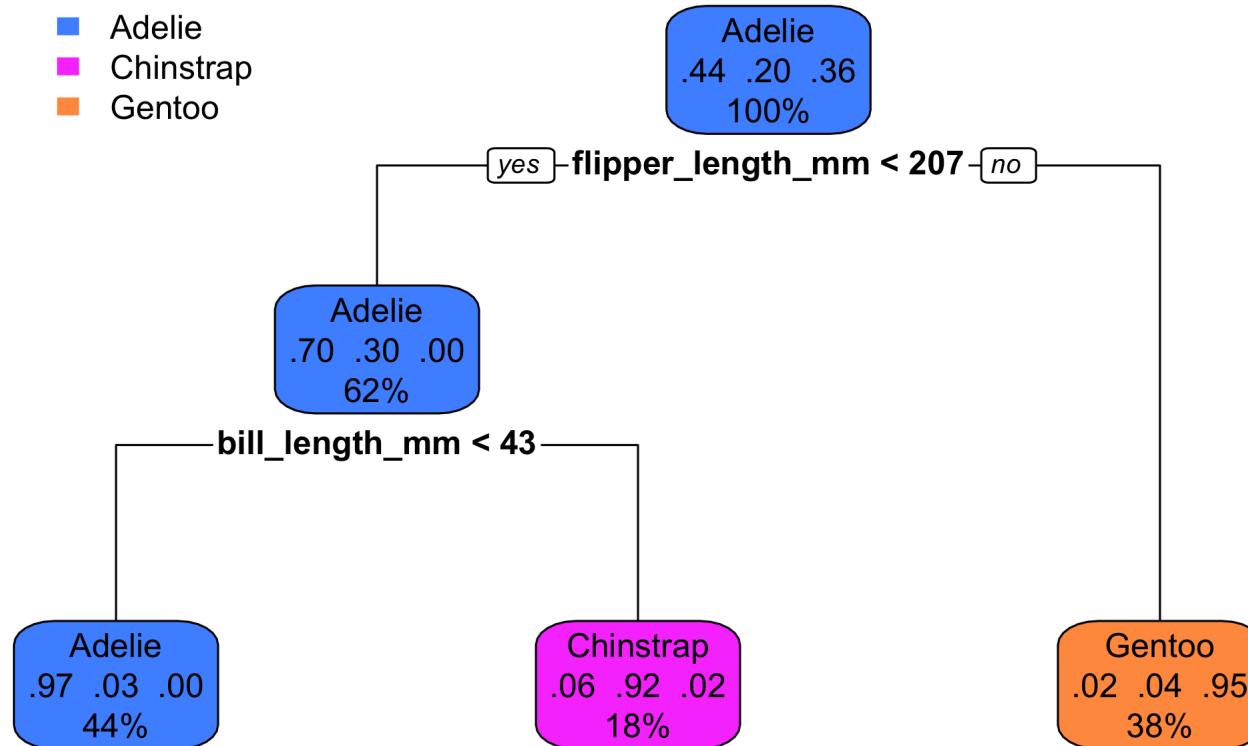 Adelie
Chinstrap
Gentoo
Adelie
.44 .20 .36
100%
yes flipper_length_mm < 207 no
Adelie
.70 .30 .00
62%
bill_length_mm < 43
Adelie
.97 .03 .00
44%
Chinstrap
.06 .92 .02
18%
Gentoo
.02 .04 .95
38%